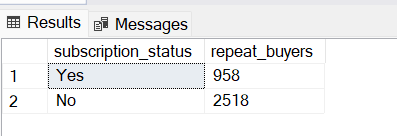 Results Messages
subscription_status repeat_buyers
1 Yes 958
2 No 2518